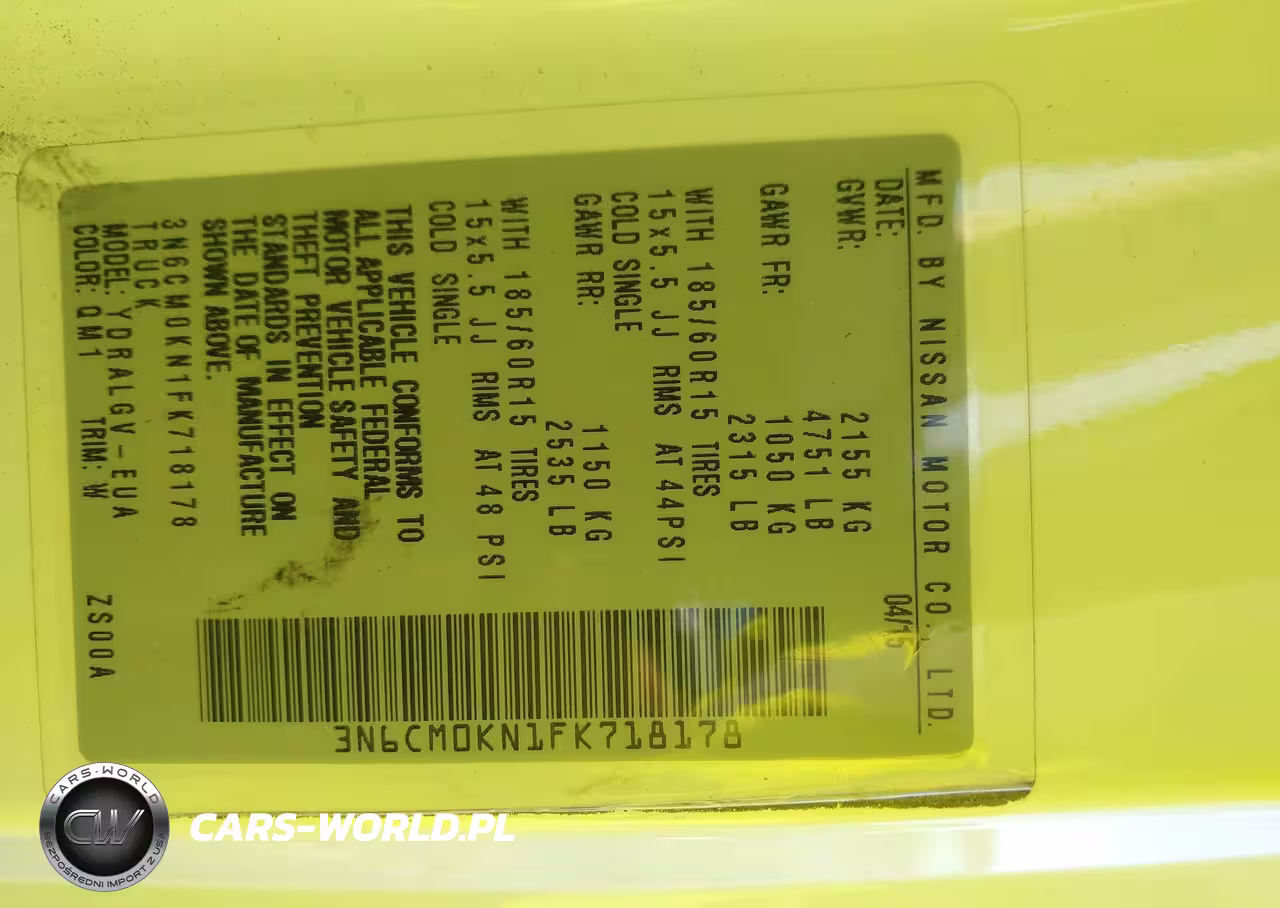 MFD. BY NISSAN MOTOR CO., LTD.
DATE: 04/15
GVWR: 2155 KG
4751 LB
GAWR FR: 1050 KG
2315 LB
WITH 185/60R15 TIRES
15x5.5 JJ RIMS AT 44PSI
COLD SINGLE
GAWR RR: 1150 KG
2535 LB
WITH 185/60R15 TIRES
15x5.5 JJ RIMS AT 48 PSI
COLD SINGLE
THIS VEHICLE CONFORMS TO
ALL APPLICABLE FEDERAL
MOTOR VEHICLE SAFETY AND
THEFT PREVENTION
STANDARDS IN EFFECT ON
THE DATE OF MANUFACTURE
SHOWN ABOVE.
3N6CM0KN1FK718178
TRUCK
MODEL: YDRALGV-EUA
COLOR: QM1 TRIM: W ZS00A
3N6CM0KN1FK718178
CARS-WORLD
CW
BEZPOŚREDNI IMPORT Z USA
CARS-WORLD.PL